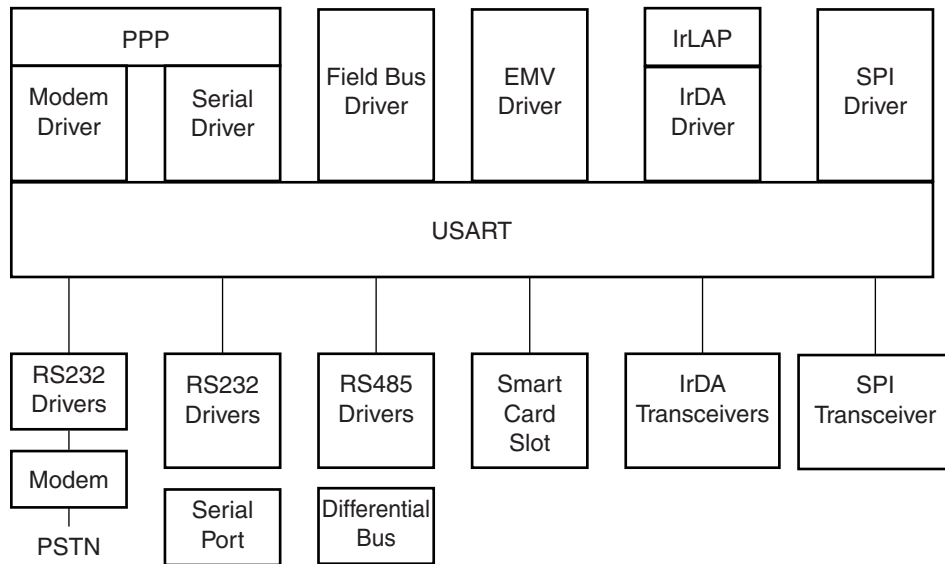 PPP
Modem
Driver
Serial
Driver
Field Bus
Driver
EMV
Driver
IrLAP
IrDA
Driver
SPI
Driver
USART
RS232
Drivers
Modem
PSTN
RS232
Drivers
Serial
Port
RS485
Drivers
Differential
Bus
Smart
Card
Slot
IrDA
Transceivers
SPI
Transceiver